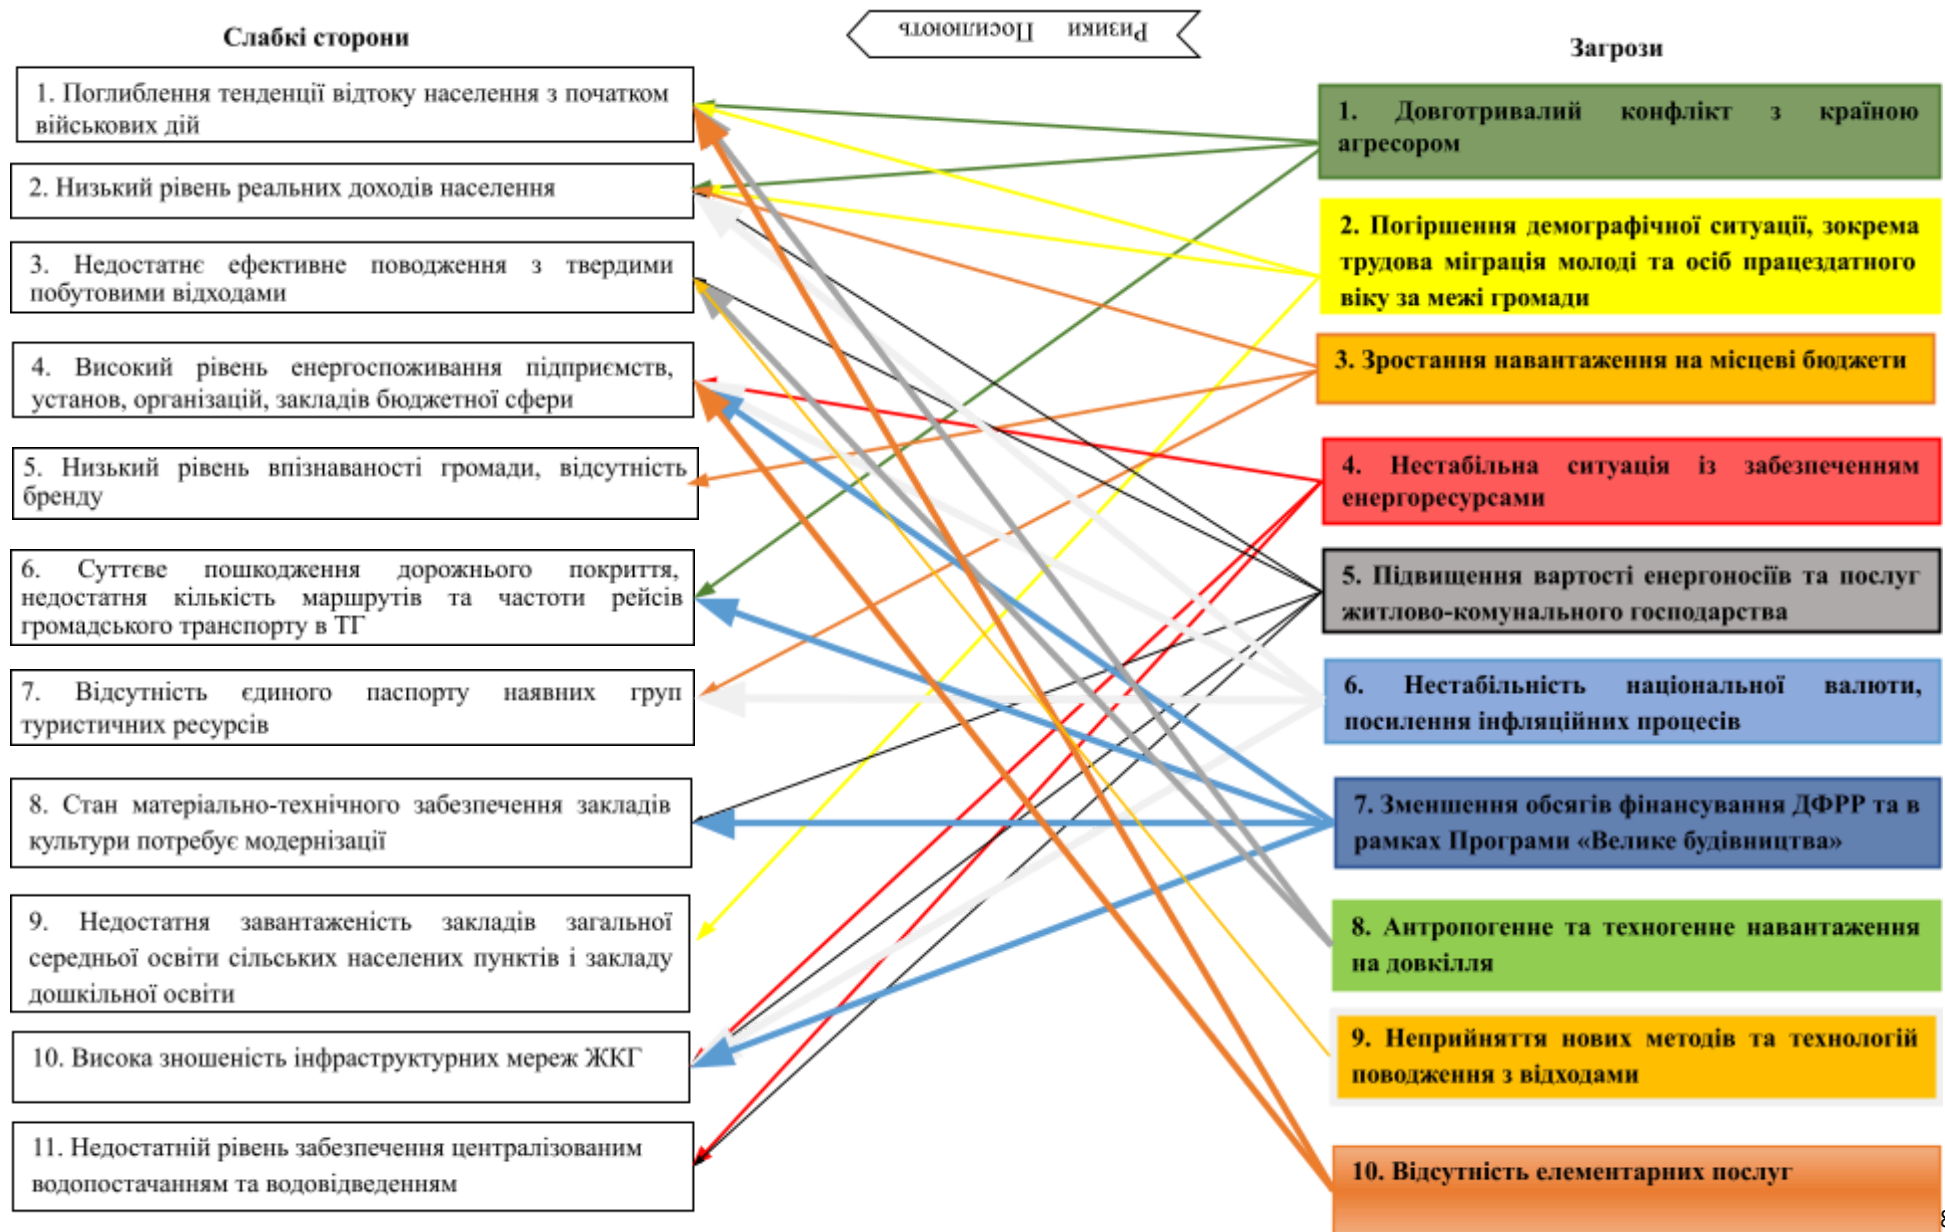 Слабкі сторони
1. Поглиблення тенденції відтоку населення з початком
військових дій
2. Низький рівень реальних доходів населення
3. Недостатнє ефективне поводження з твердими
побутовими відходами
4. Високий рівень енергоспоживання підприємств,
установ, організацій, закладів бюджетної сфери
5. Низький рівень впізнаваності громади, відсутність
бренду
6. Суттєве пошкодження дорожнього покриття,
недостатня кількість маршрутів та частоти рейсів
громадського транспорту в ТГ
7. Відсутність єдиного паспорту наявних груп
туристичних ресурсів
8. Стан матеріально-технічного забезпечення закладів
культури потребує модернізації
9. Недостатня завантаженість закладів загальної
середньої освіти сільських населених пунктів і закладу
дошкільної освіти
10. Висока зношеність інфраструктурних мереж ЖКГ
11. Недостатній рівень забезпечення централізованим
водопостачанням та водовідведенням
Ризики Посилюють
Загрози
1. Довготривалий конфлікт з країною
агресором
2. Погіршення демографічної ситуації, зокрема
трудова міграція молоді та осіб працездатного
віку за межі громади
3. Зростання навантаження на місцеві бюджети
4. Нестабільна ситуація із забезпеченням
енергоресурсами
5. Підвищення вартості енергоносіїв та послуг
житлово-комунального господарства
6. Нестабільність національної валюти,
посилення інфляційних процесів
7. Зменшення обсягів фінансування ДФРР та в
рамках Програми «Велике будівництва»
8. Антропогенне та техногенне навантаження
на довкілля
9. Неприйняття нових методів та технологій
поводження з відходами
10. Відсутність елементарних послуг